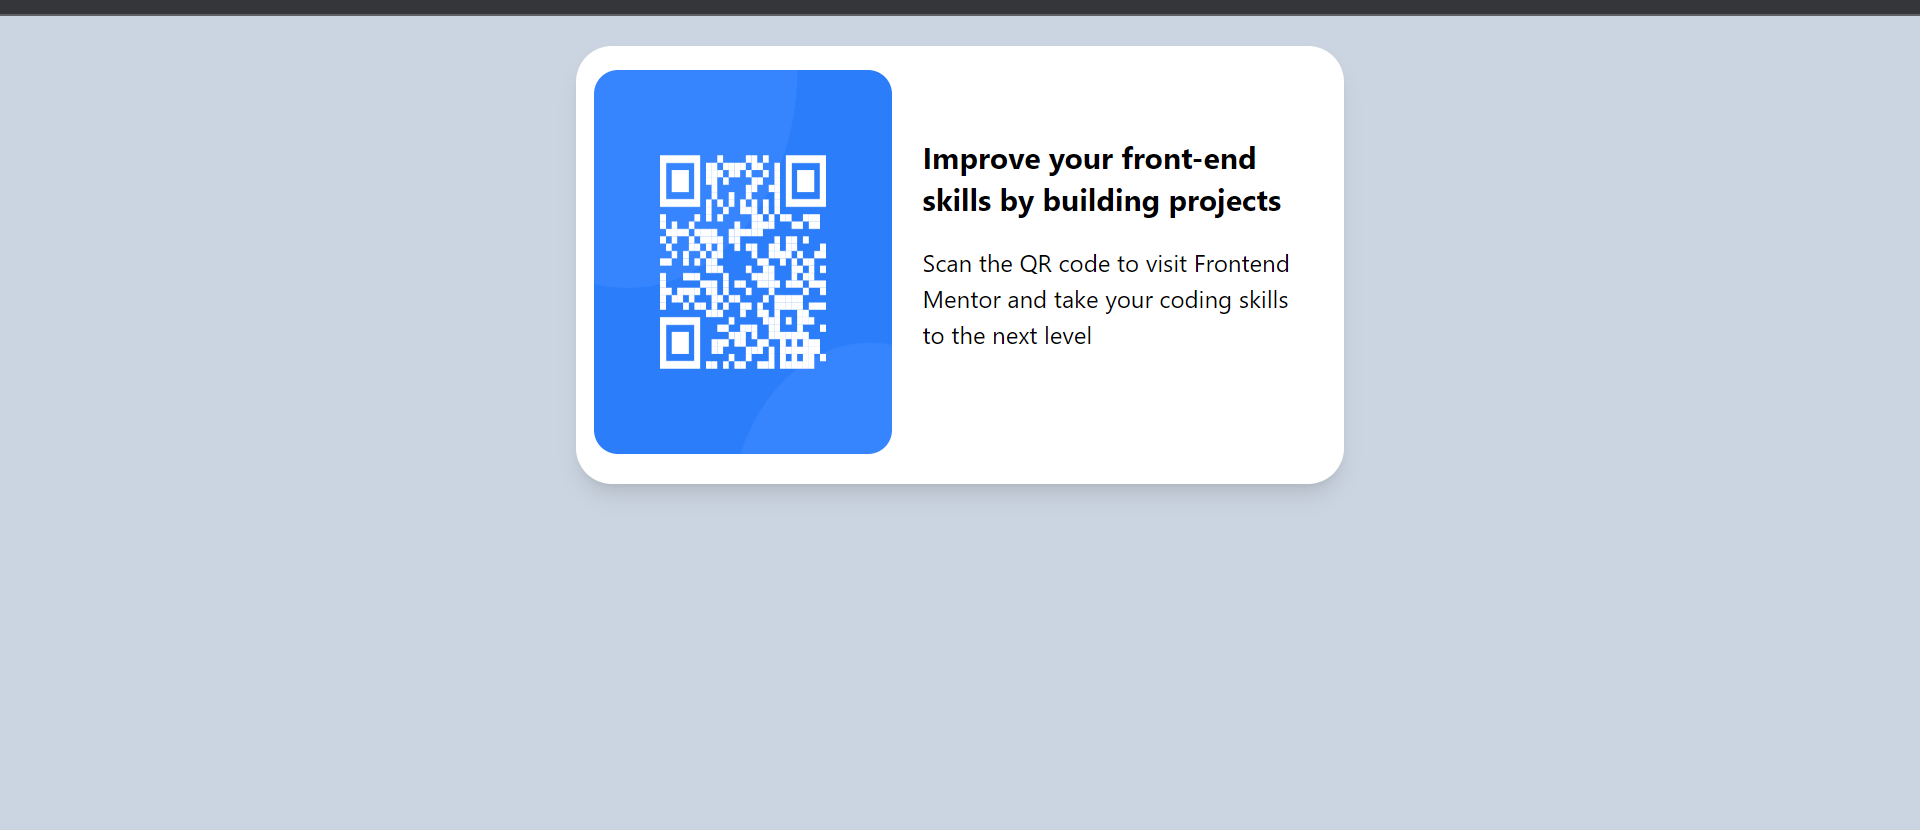 Improve your front-end
skills by building projects
Scan the QR code to visit Frontend
Mentor and take your coding skills
to the next level